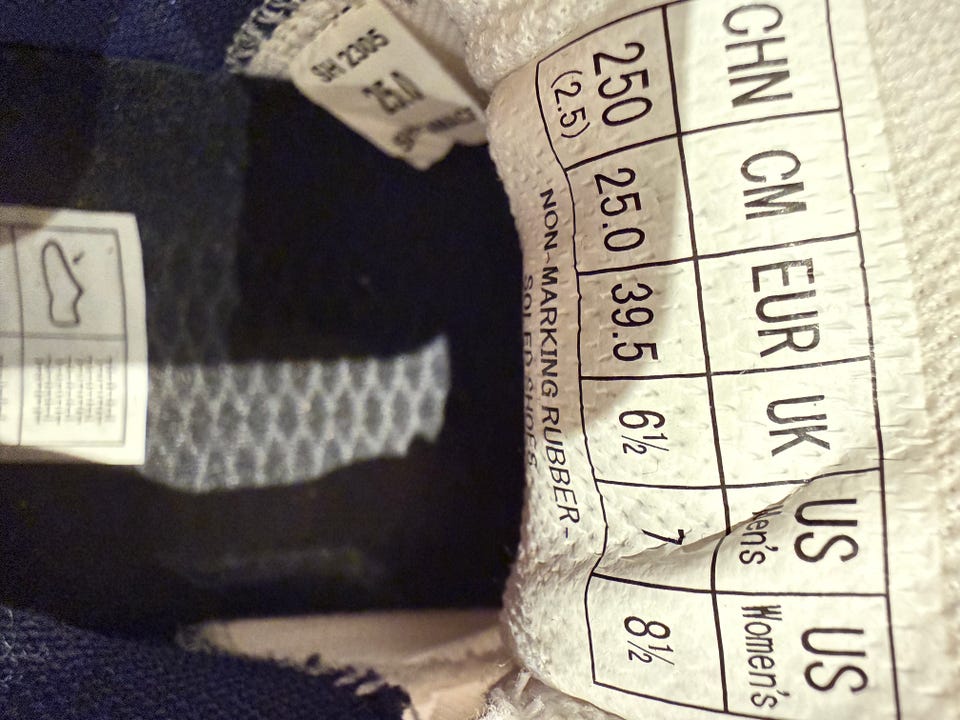 CHN CM EUR UK US US
Men's Women's
250 25.0 39.5 6½ 7 8½
(2.5)
NON-MARKING RUBBER-
SOLED SHOES
SH 2305
25.0